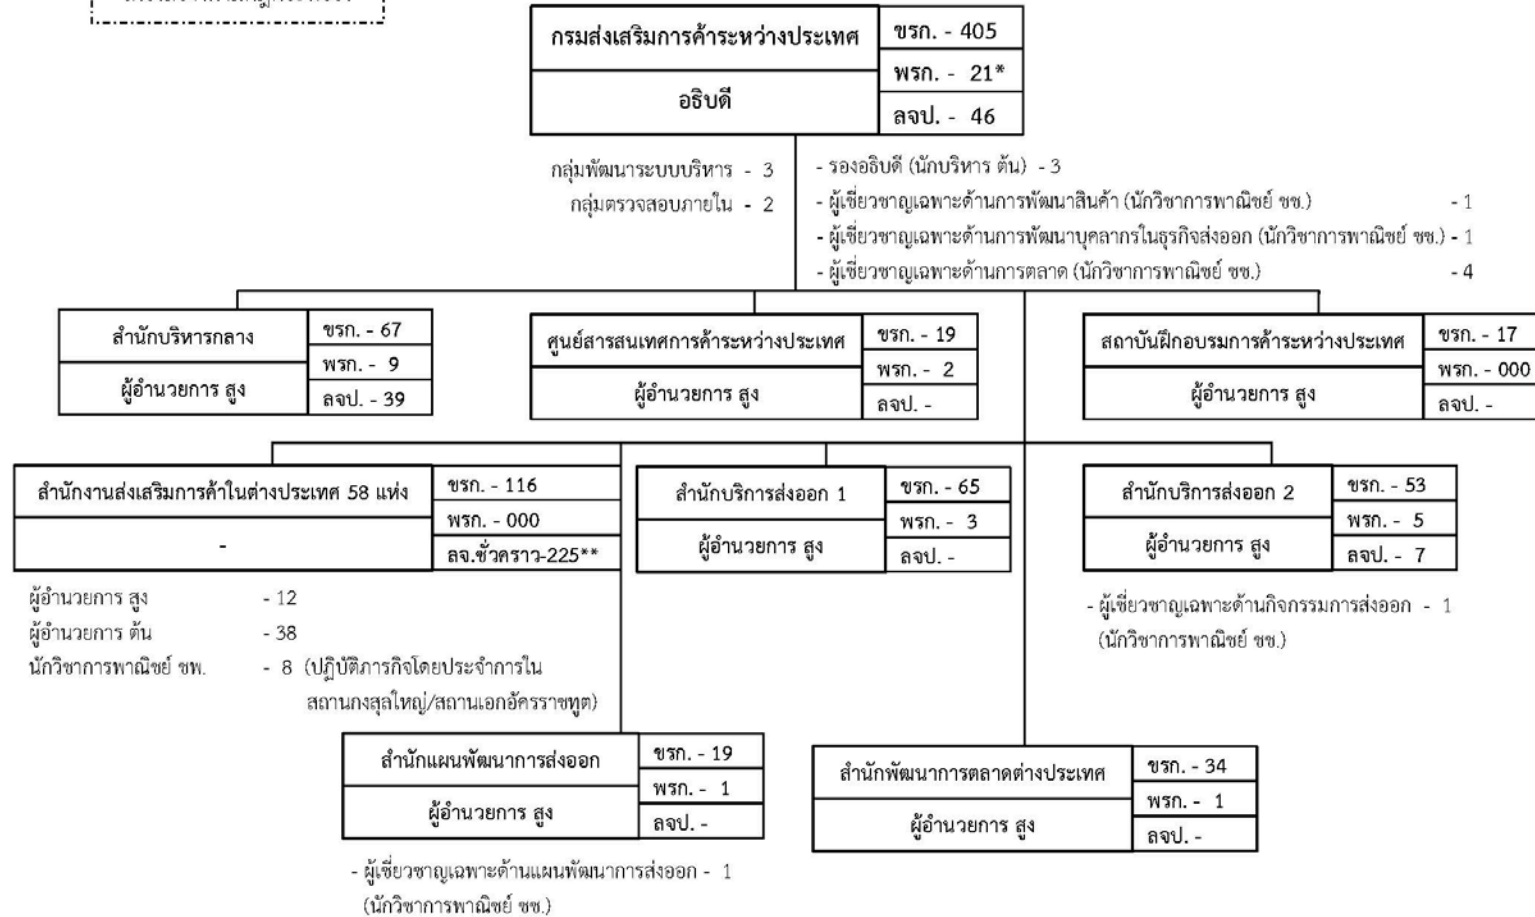 กรมส่งเสริมการค้าระหว่างประเทศ
อธิบดี
ขรก. - 405
พรก. - 21*
ลจป. - 46
กลุ่มพัฒนาระบบบริหาร - 3
กลุ่มตรวจสอบภายใน - 2
- รองอธิบดี (นักบริหาร ต้น) - 3
- ผู้เชี่ยวชาญเฉพาะด้านการพัฒนาสินค้า (นักวิชาการพาณิชย์ ชช.) - 1
- ผู้เชี่ยวชาญเฉพาะด้านการพัฒนาบุคลากรในธุรกิจส่งออก (นักวิชาการพาณิชย์ ชช.) - 1
- ผู้เชี่ยวชาญเฉพาะด้านการตลาด (นักวิชาการพาณิชย์ ชช.) - 4
สำนักบริหารกลาง
ผู้อำนวยการ สูง
ขรก. - 67
พรก. - 9
ลจป. - 39
ศูนย์สารสนเทศการค้าระหว่างประเทศ
ผู้อำนวยการ สูง
ขรก. - 19
พรก. - 2
ลจป. -
สถาบันฝึกอบรมการค้าระหว่างประเทศ
ผู้อำนวยการ สูง
ขรก. - 17
พรก. - 000
ลจป. -
สำนักงานส่งเสริมการค้าในต่างประเทศ 58 แห่ง
-
ขรก. - 116
พรก. - 000
ลจ.ชั่วคราว-225**
ผู้อำนวยการ สูง - 12
ผู้อำนวยการ ต้น - 38
นักวิชาการพาณิชย์ ชพ. - 8 (ปฏิบัติภารกิจโดยประจำการใน
สถานกงสุลใหญ่/สถานเอกอัครราชทูต)
สำนักบริการส่งออก 1
ผู้อำนวยการ สูง
ขรก. - 65
พรก. - 3
ลจป. -
สำนักบริการส่งออก 2
ผู้อำนวยการ สูง
ขรก. - 53
พรก. - 5
ลจป. - 7
- ผู้เชี่ยวชาญเฉพาะด้านกิจกรรมการส่งออก - 1
(นักวิชาการพาณิชย์ ชช.)
สำนักแผนพัฒนาการส่งออก
ผู้อำนวยการ สูง
ขรก. - 19
พรก. - 1
ลจป. -
- ผู้เชี่ยวชาญเฉพาะด้านแผนพัฒนาการส่งออก - 1
(นักวิชาการพาณิชย์ ชช.)
สำนักพัฒนาการตลาดต่างประเทศ
ผู้อำนวยการ สูง
ขรก. - 34
พรก. - 1
ลจป. -